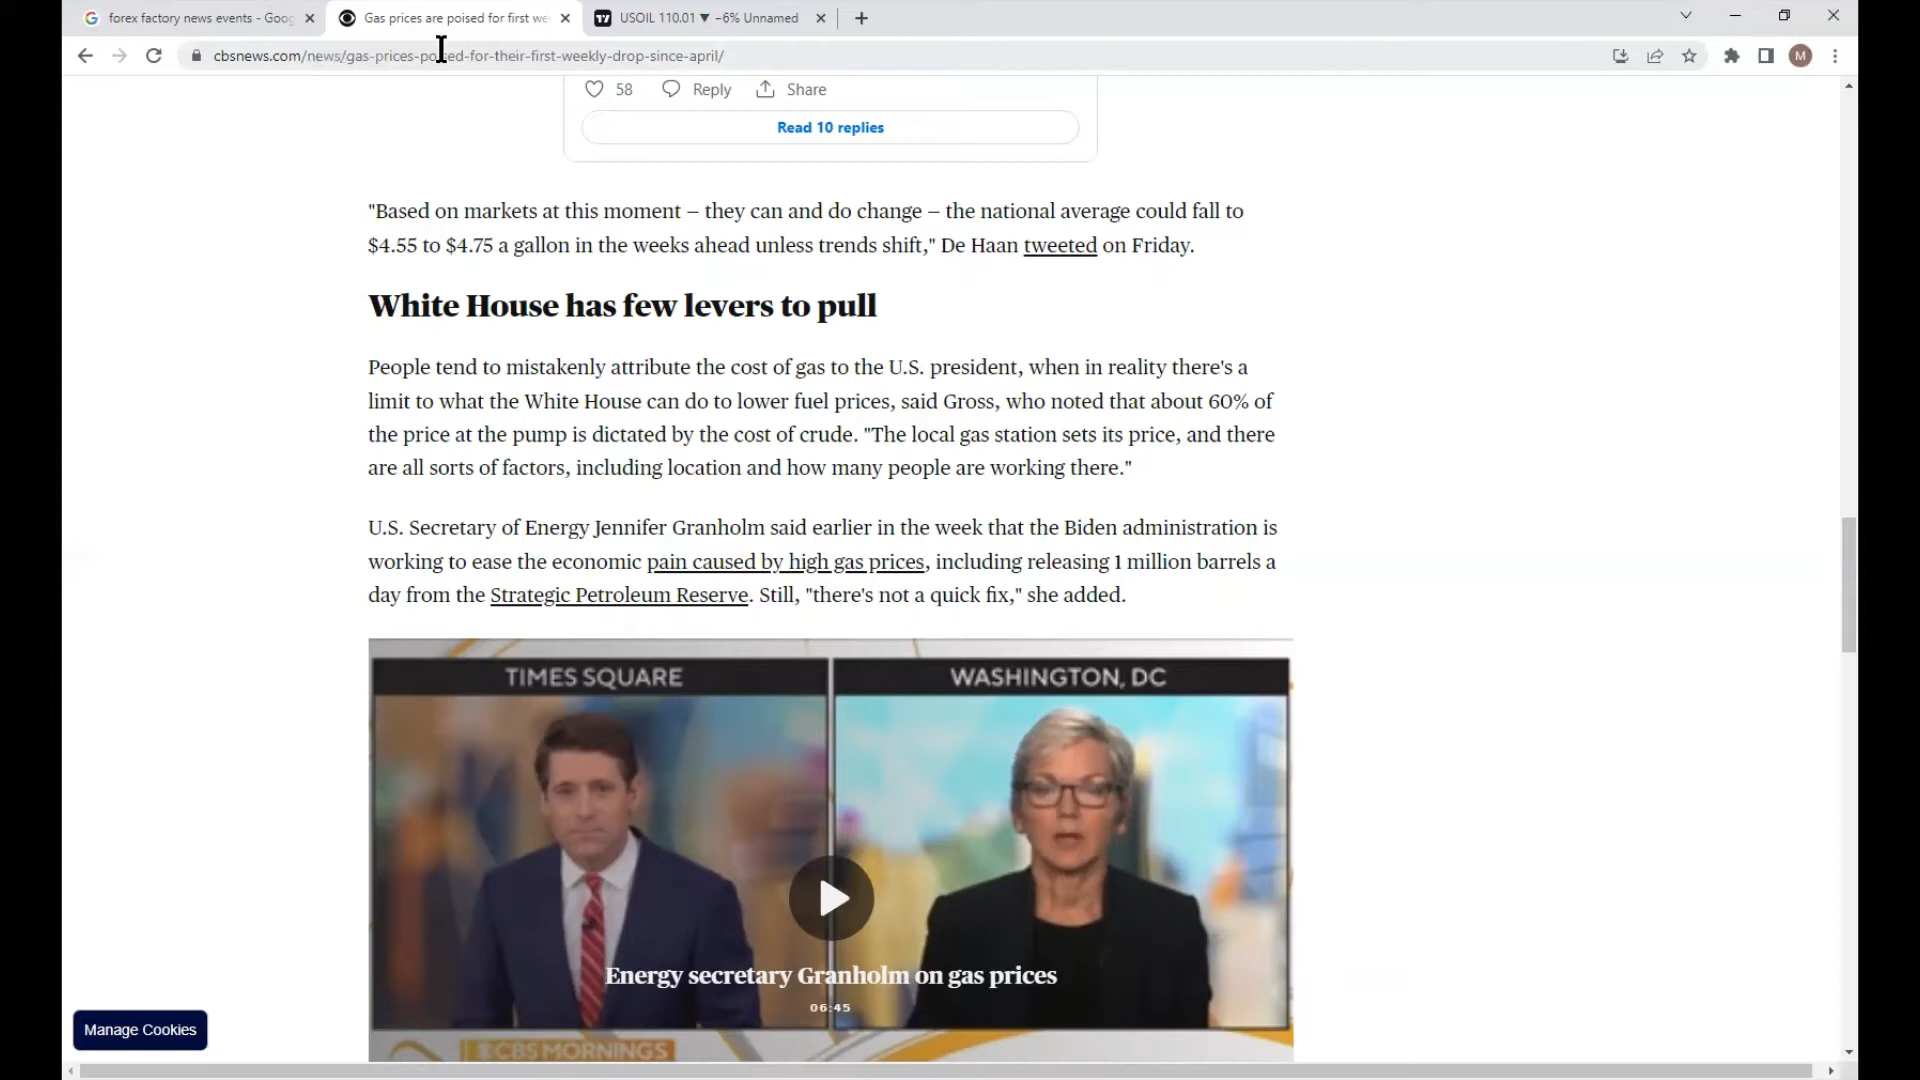 forex factory news events - Goog
Gas prices are poised for first we
USOIL 110.01 ▼ −6% Unnamed
cbsnews.com/news/gas-prices-poised-for-their-first-weekly-drop-since-april/
M
58 Reply Share
Read 10 replies
"Based on markets at this moment – they can and do change – the national average could fall to
$4.55 to $4.75 a gallon in the weeks ahead unless trends shift," De Haan tweeted on Friday.
White House has few levers to pull
People tend to mistakenly attribute the cost of gas to the U.S. president, when in reality there's a
limit to what the White House can do to lower fuel prices, said Gross, who noted that about 60% of
the price at the pump is dictated by the cost of crude. "The local gas station sets its price, and there
are all sorts of factors, including location and how many people are working there."
U.S. Secretary of Energy Jennifer Granholm said earlier in the week that the Biden administration is
working to ease the economic pain caused by high gas prices, including releasing 1 million barrels a
day from the Strategic Petroleum Reserve. Still, "there's not a quick fix," she added.
TIMES SQUARE
WASHINGTON, DC
Energy secretary Granholm on gas prices
06:45
Manage Cookies
CBS MORNINGS